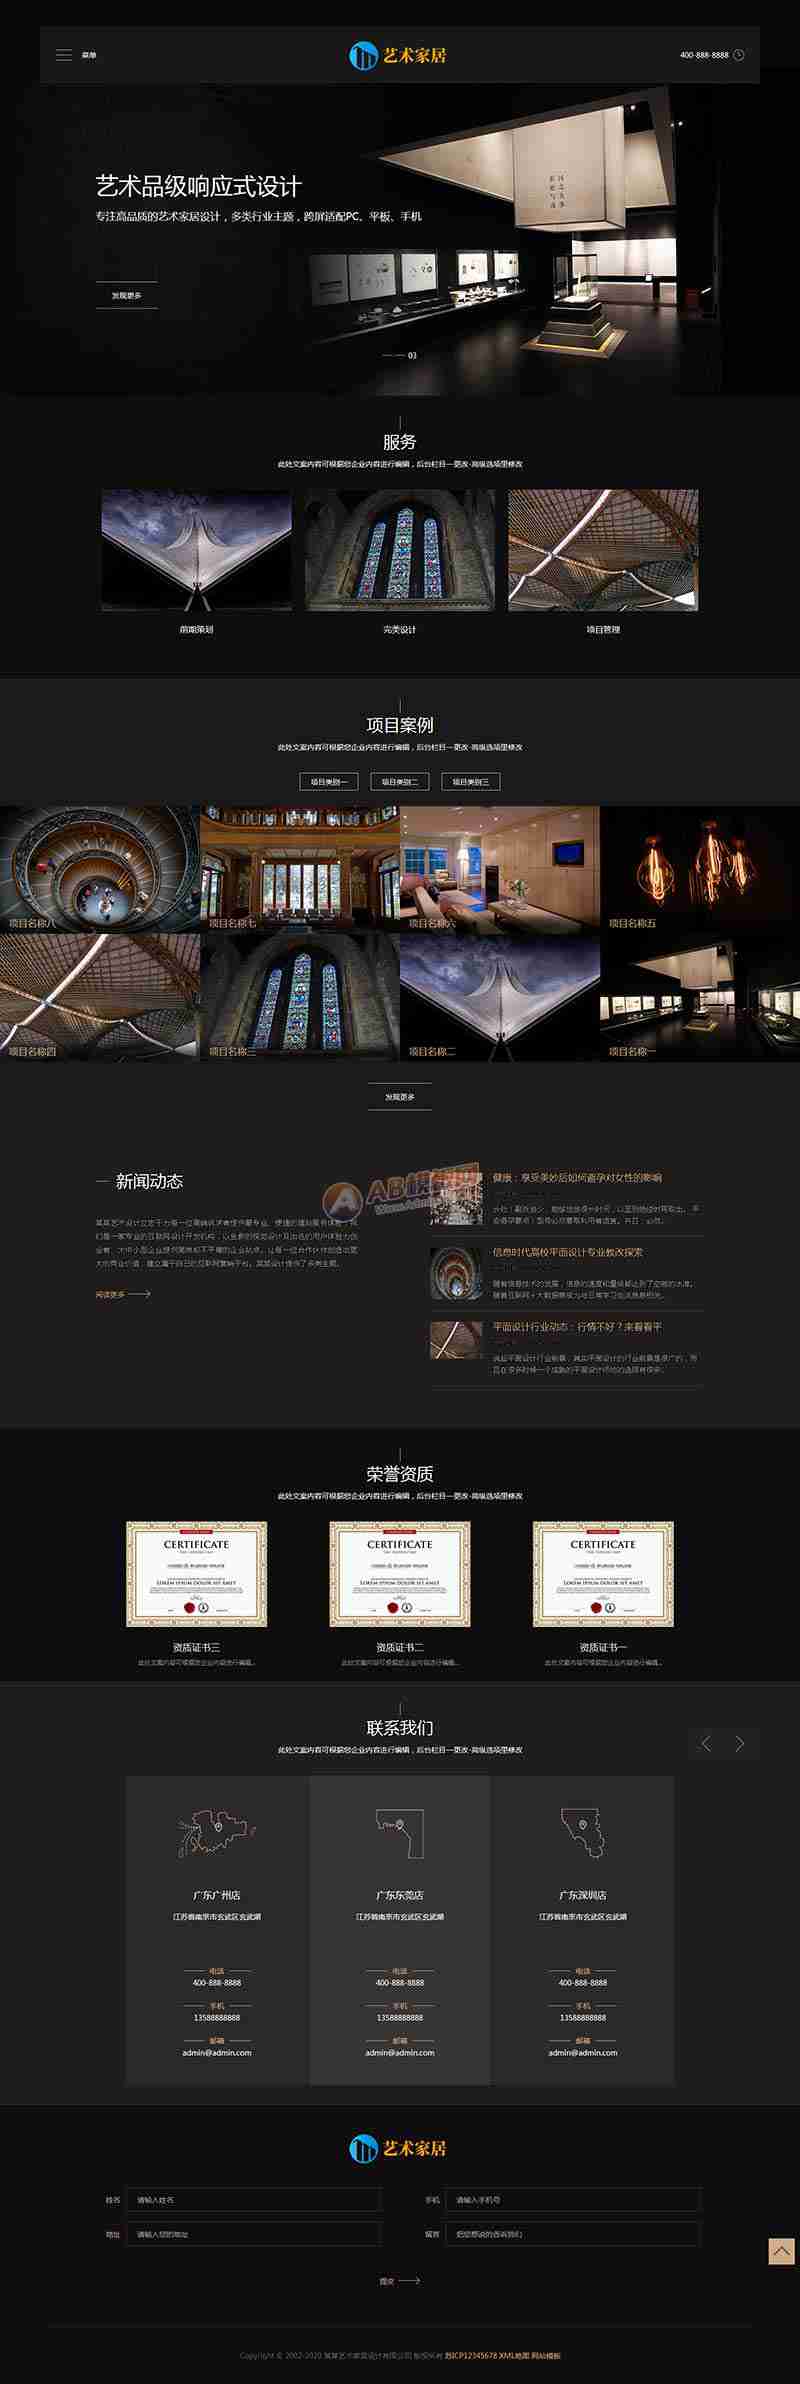 菜单
艺术家居
400-888-8888
艺术品级响应式设计
专注高品质的艺术家居设计，多类行业主题，跨屏适配PC、平板、手机
发现更多
03
服务
此处文案内容可根据您企业内容进行编辑，后台栏目—更改-高级选项里修改
前期策划
完美设计
项目管理
项目案例
此处文案内容可根据您企业内容进行编辑，后台栏目—更改-高级选项里修改
项目类别一
项目类别二
项目类别三
项目名称八
项目名称七
项目名称六
项目名称五
项目名称四
项目名称三
项目名称二
项目名称一
发现更多
新闻动态
阅读更多
健康：享受美妙后如何避孕对女性的影响
信息时代高校平面设计专业教改探索
平面设计行业动态：行情不好？来看看平
荣誉资质
此处文案内容可根据您企业内容进行编辑，后台栏目—更改-高级选项里修改
CERTIFICATE
LOREM IPSUM DOLOR SIT AMET
CERTIFICATE
LOREM IPSUM DOLOR SIT AMET
CERTIFICATE
LOREM IPSUM DOLOR SIT AMET
资质证书三
此处文案内容可根据您企业内容进行编辑...
资质证书二
此处文案内容可根据您企业内容进行编辑...
资质证书一
此处文案内容可根据您企业内容进行编辑...
联系我们
此处文案内容可根据您企业内容进行编辑，后台栏目—更改-高级选项里修改
广东广州店
江苏省南京市玄武区玄武湖
电话
400-888-8888
手机
13588888888
邮箱
admin@admin.com
广东东莞店
江苏省南京市玄武区玄武湖
电话
400-888-8888
手机
13588888888
邮箱
admin@admin.com
广东深圳店
江苏省南京市玄武区玄武湖
电话
400-888-8888
手机
13588888888
邮箱
admin@admin.com
艺术家居
姓名 请输入姓名
手机 请输入手机号
地址 请输入您的地址
留言 把您想说的告诉我们
提交
Copyright © 2002-2020 某某艺术家居设计有限公司 版权所有 苏ICP12345678 XML地图 网站模板